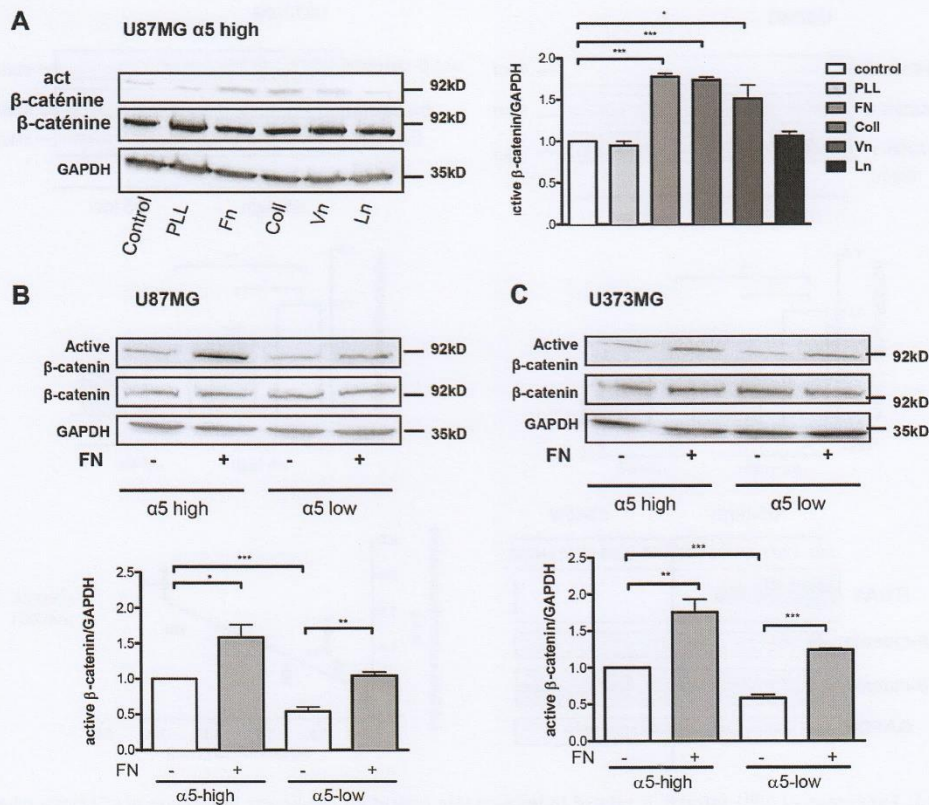 A
U87MG α5 high
act
β-caténine
92kD
β-caténine
92kD
GAPDH
35kD
Control
PLL
Fn
Coll
Vn
Ln
ıctive β-catenin/GAPDH
2.0
1.5
1.0
0.5
.0
*
***
***
control
PLL
FN
Coll
Vn
Ln
B
U87MG
Active
β-catenin
92kD
β-catenin
92kD
GAPDH
35kD
FN - + - +
α5 high α5 low
active β-catenin/GAPDH
2.5
2.0
1.5
1.0
0.5
0.0
***
*
**
FN - + - +
α5-high α5-low
C
U373MG
Active
β-catenin
92kD
β-catenin
92kD
GAPDH
35kD
FN - + - +
α5 high α5 low
active β-catenin/GAPDH
2.5
2.0
1.5
1.0
0.5
0.0
***
**
***
FN - + - +
α5-high α5-low